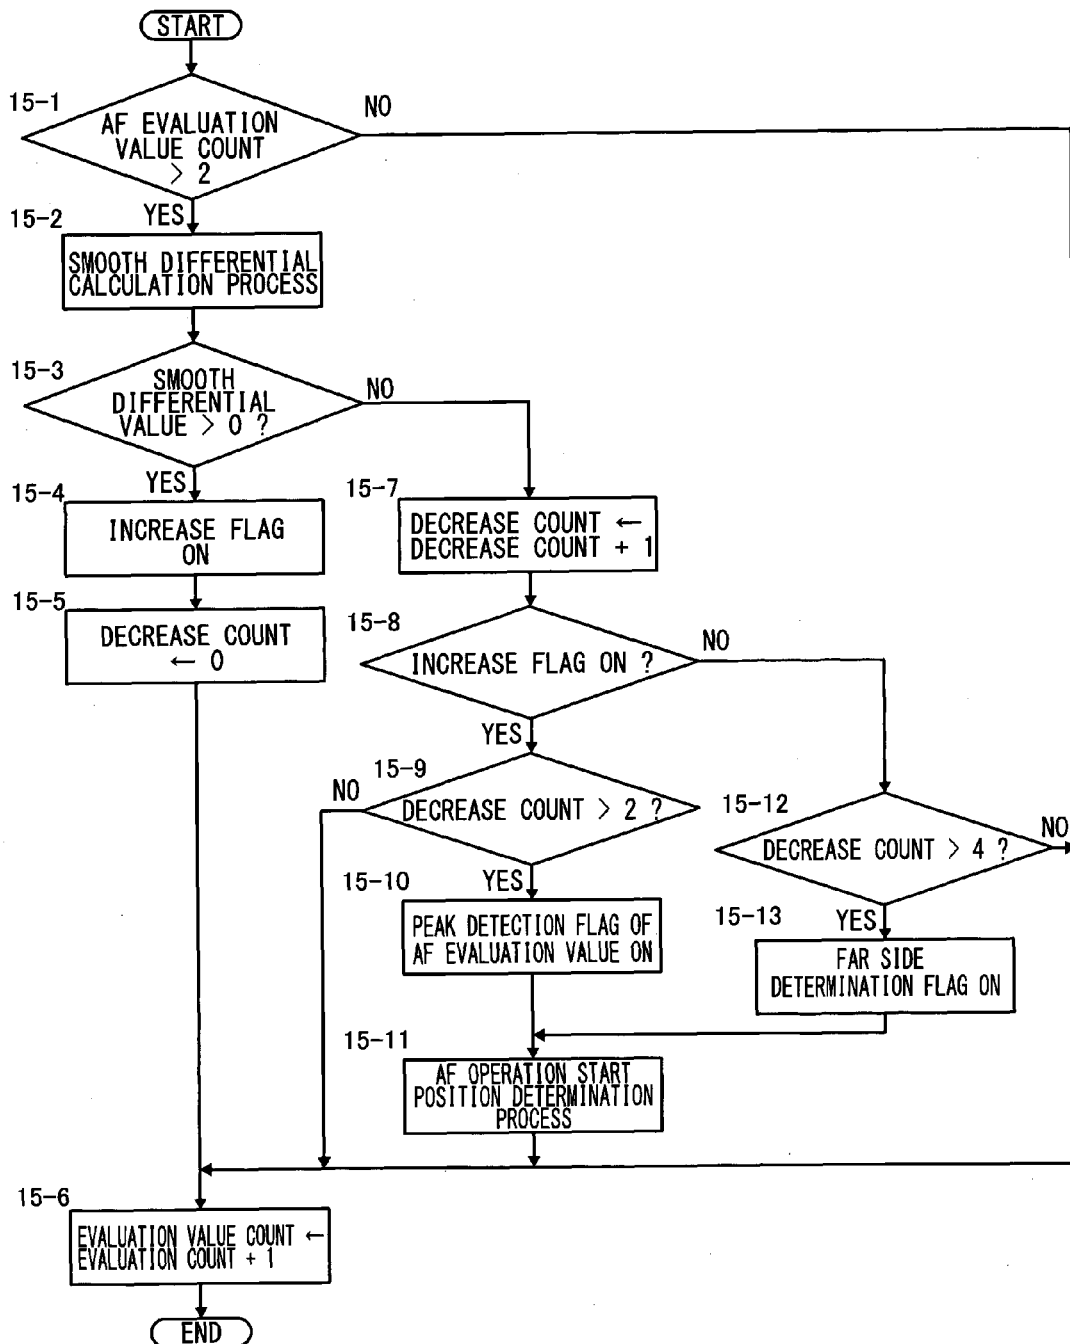 START
15-1
NO
AF EVALUATION
VALUE COUNT
> 2
YES
15-2
SMOOTH DIFFERENTIAL
CALCULATION PROCESS
15-3
SMOOTH
DIFFERENTIAL
VALUE > 0 ?
NO
YES
15-4
INCREASE FLAG
ON
15-5
DECREASE COUNT
← 0
15-7
DECREASE COUNT ←
DECREASE COUNT + 1
15-8
INCREASE FLAG ON ?
NO
YES
15-9
NO
DECREASE COUNT > 2 ?
YES
15-10
PEAK DETECTION FLAG OF
AF EVALUATION VALUE ON
15-12
DECREASE COUNT > 4 ?
NO
YES
15-13
FAR SIDE
DETERMINATION FLAG ON
15-11
AF OPERATION START
POSITION DETERMINATION
PROCESS
15-6
EVALUATION VALUE COUNT ←
EVALUATION COUNT + 1
END